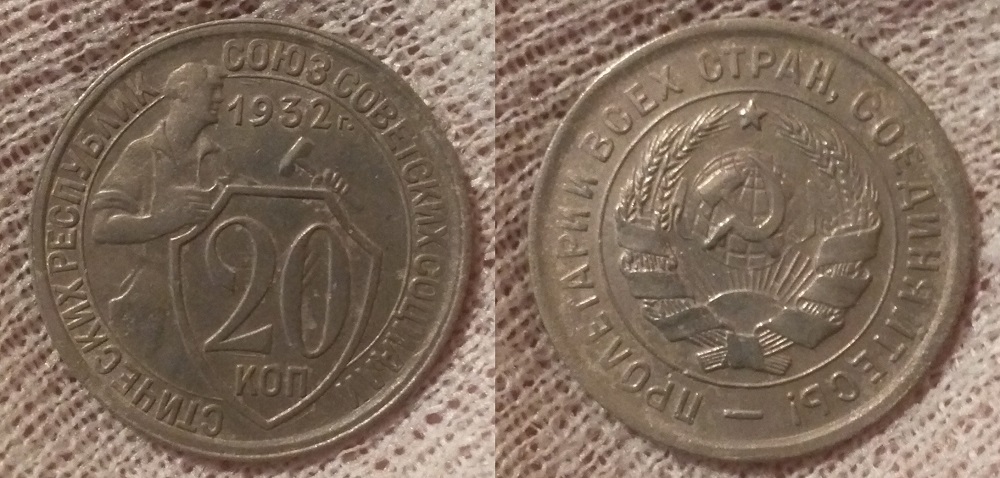 СОЮЗ СОВЕТСКИХ СОЦИАЛИСТИЧЕСКИХ РЕСПУБЛИК
1932 г.
20
КОП
ПРОЛЕТАРИИ ВСЕХ СТРАН, СОЕДИНЯЙТЕСЬ! —